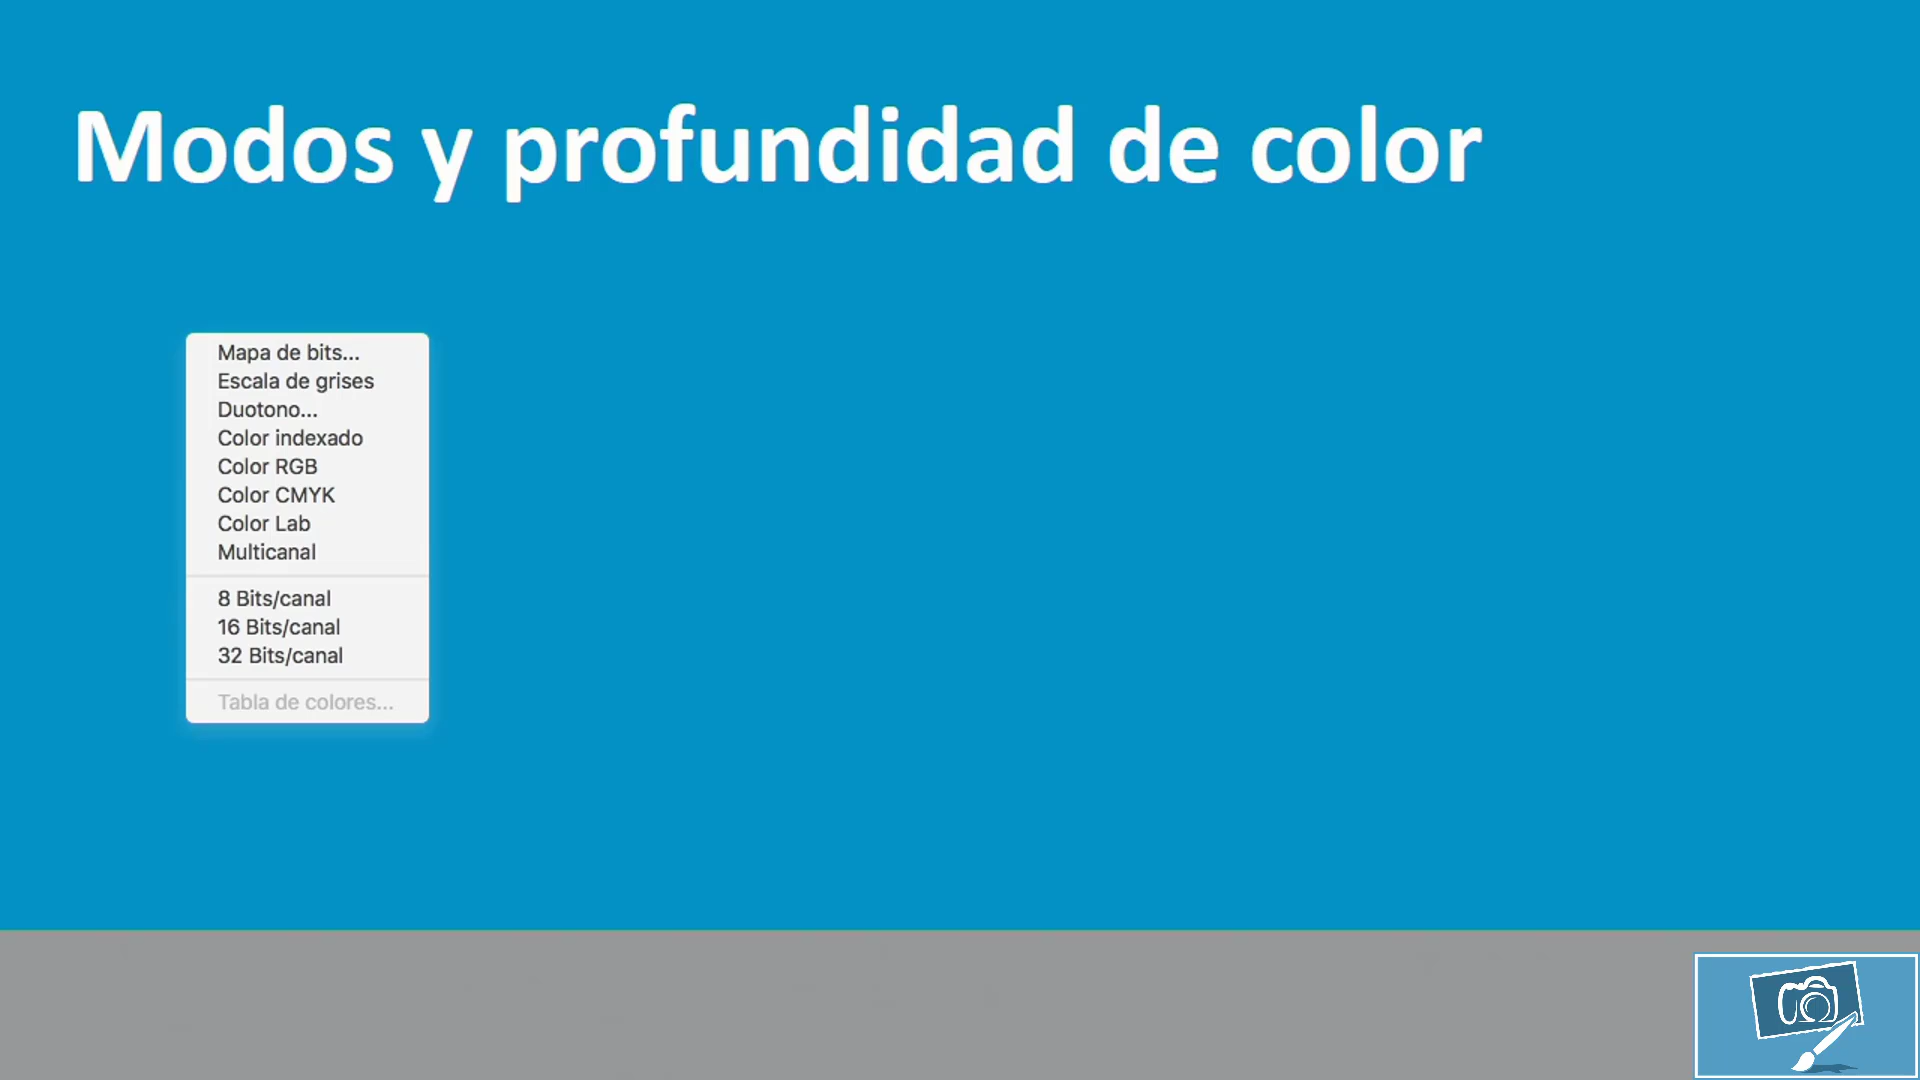 Modos y profundidad de color
Mapa de bits...
Escala de grises
Duotono...
Color indexado
Color RGB
Color CMYK
Color Lab
Multicanal
8 Bits/canal
16 Bits/canal
32 Bits/canal
Tabla de colores...